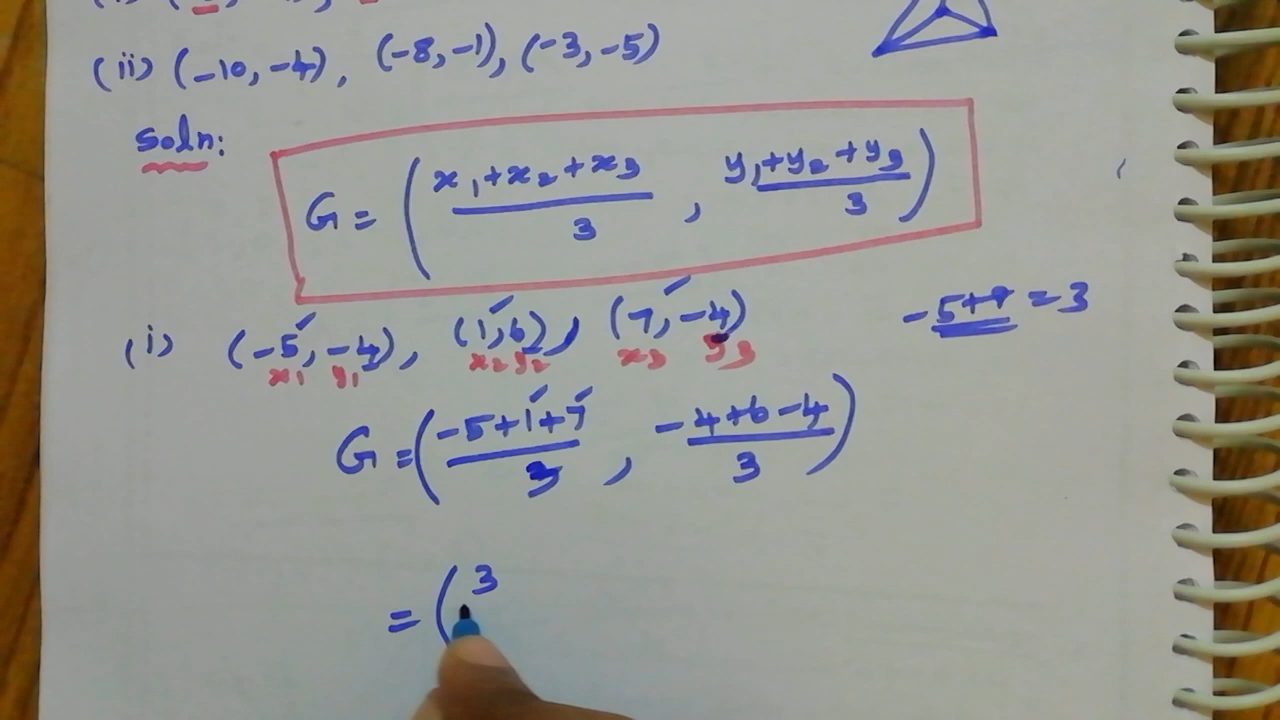 (ii) (-10, -4), (-8, -1), (-3, -5)
Soln:
G = ( x1+x2+x3 / 3 , y1+y2+y3 / 3 )
(i) (-5, -4), (1, 6), (7, -4) -5+8 = 3
x1 y1 x2 y2 x3 y3
G = ( -5+1+7 / 3 , -4+6-4 / 3 )
= ( 3